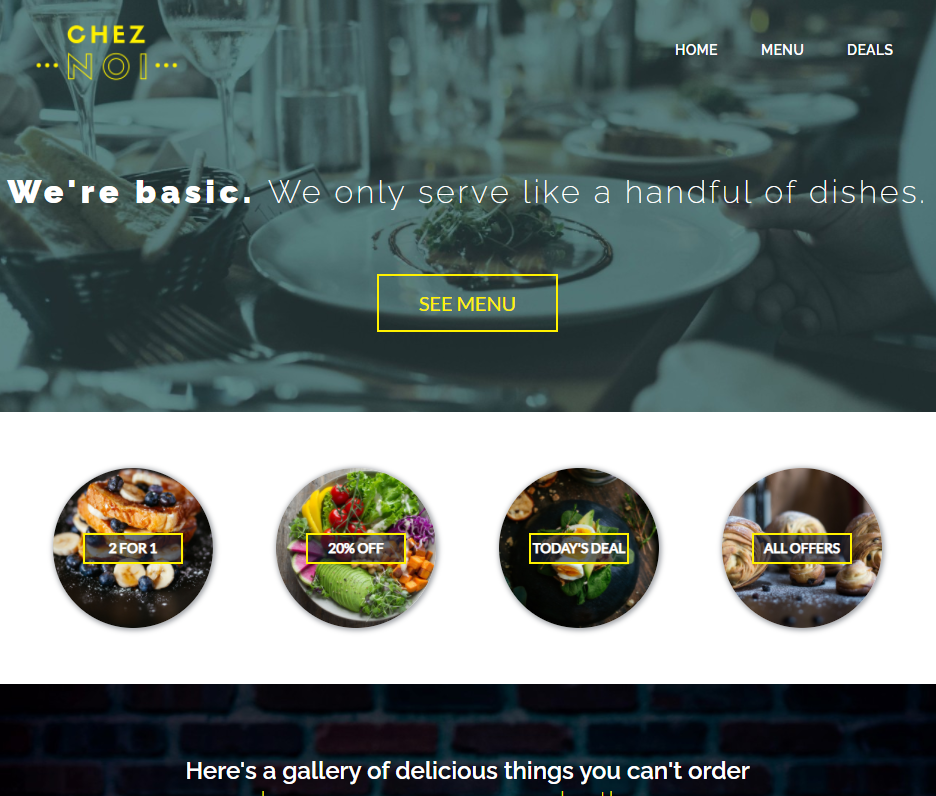 CHEZ
NOI
HOME MENU DEALS
We're basic. We only serve like a handful of dishes.
SEE MENU
2 FOR 1
20% OFF
TODAY'S DEAL
ALL OFFERS
Here's a gallery of delicious things you can't order